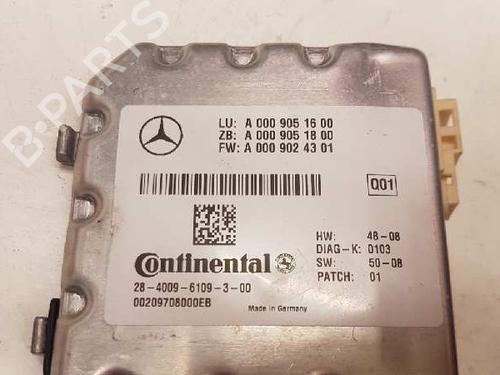 LU: A 000 905 16 00
ZB: A 000 905 18 00
FW: A 000 902 43 01
Q01
HW: 48-08
DIAG-K: 0103
SW: 50-08
PATCH: 01
Continental
28-4009-6109-3-00
00209708000EB
Made in Germany
B-PARTS